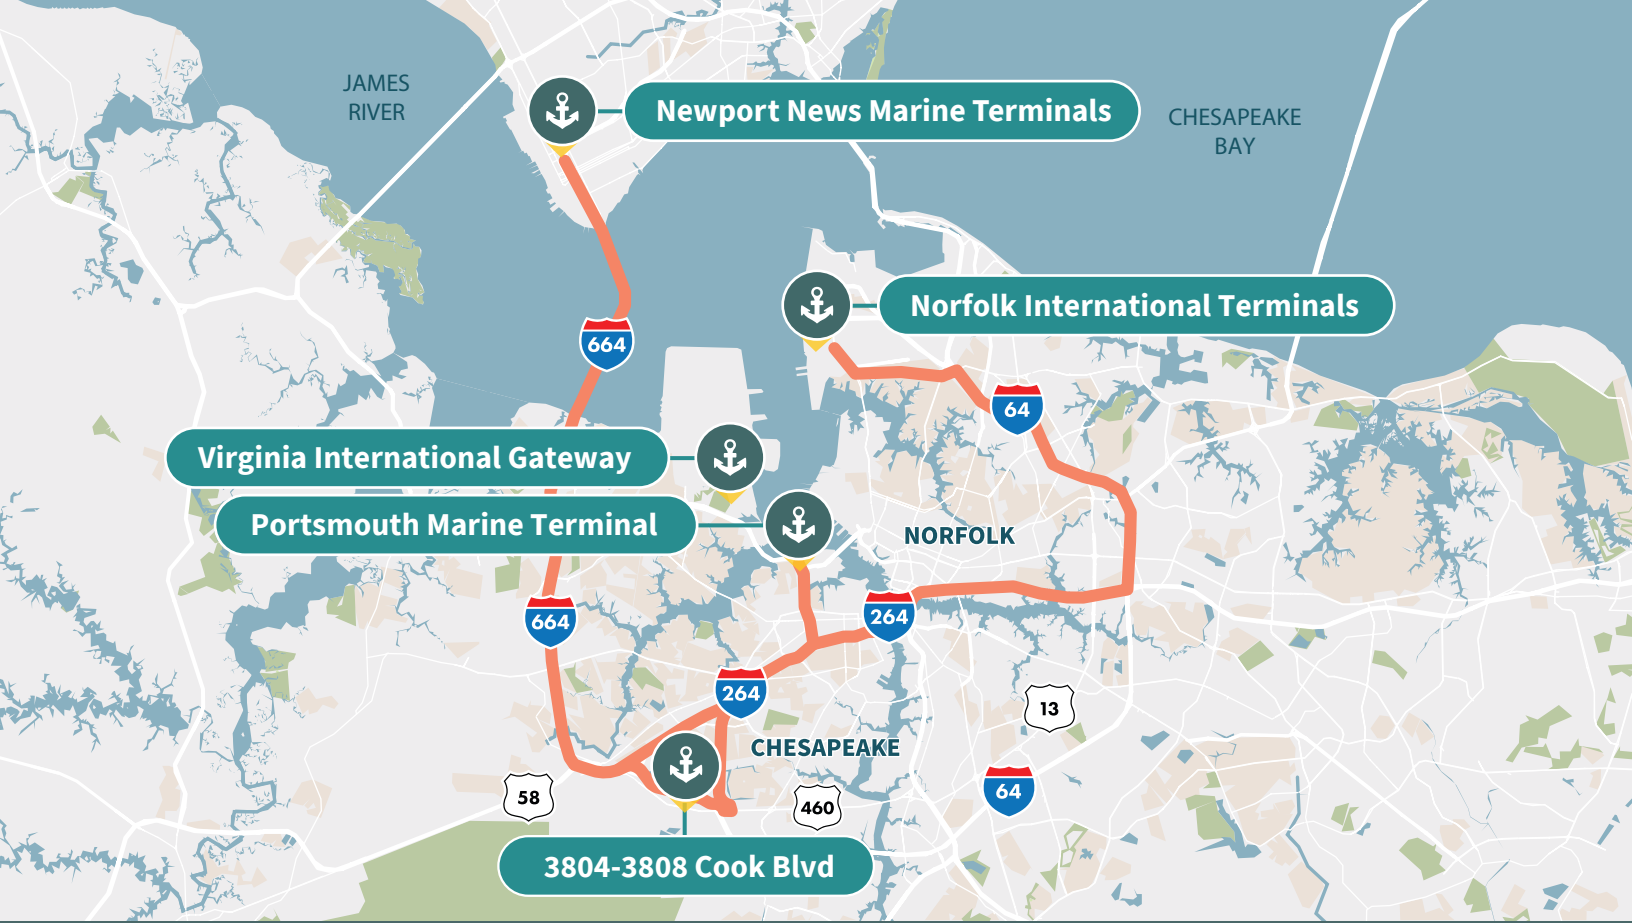 JAMES
RIVER
Newport News Marine Terminals
CHESAPEAKE
BAY
Norfolk International Terminals
664
64
Virginia International Gateway
Portsmouth Marine Terminal
NORFOLK
664
264
264
13
CHESAPEAKE
58
460
64
3804-3808 Cook Blvd